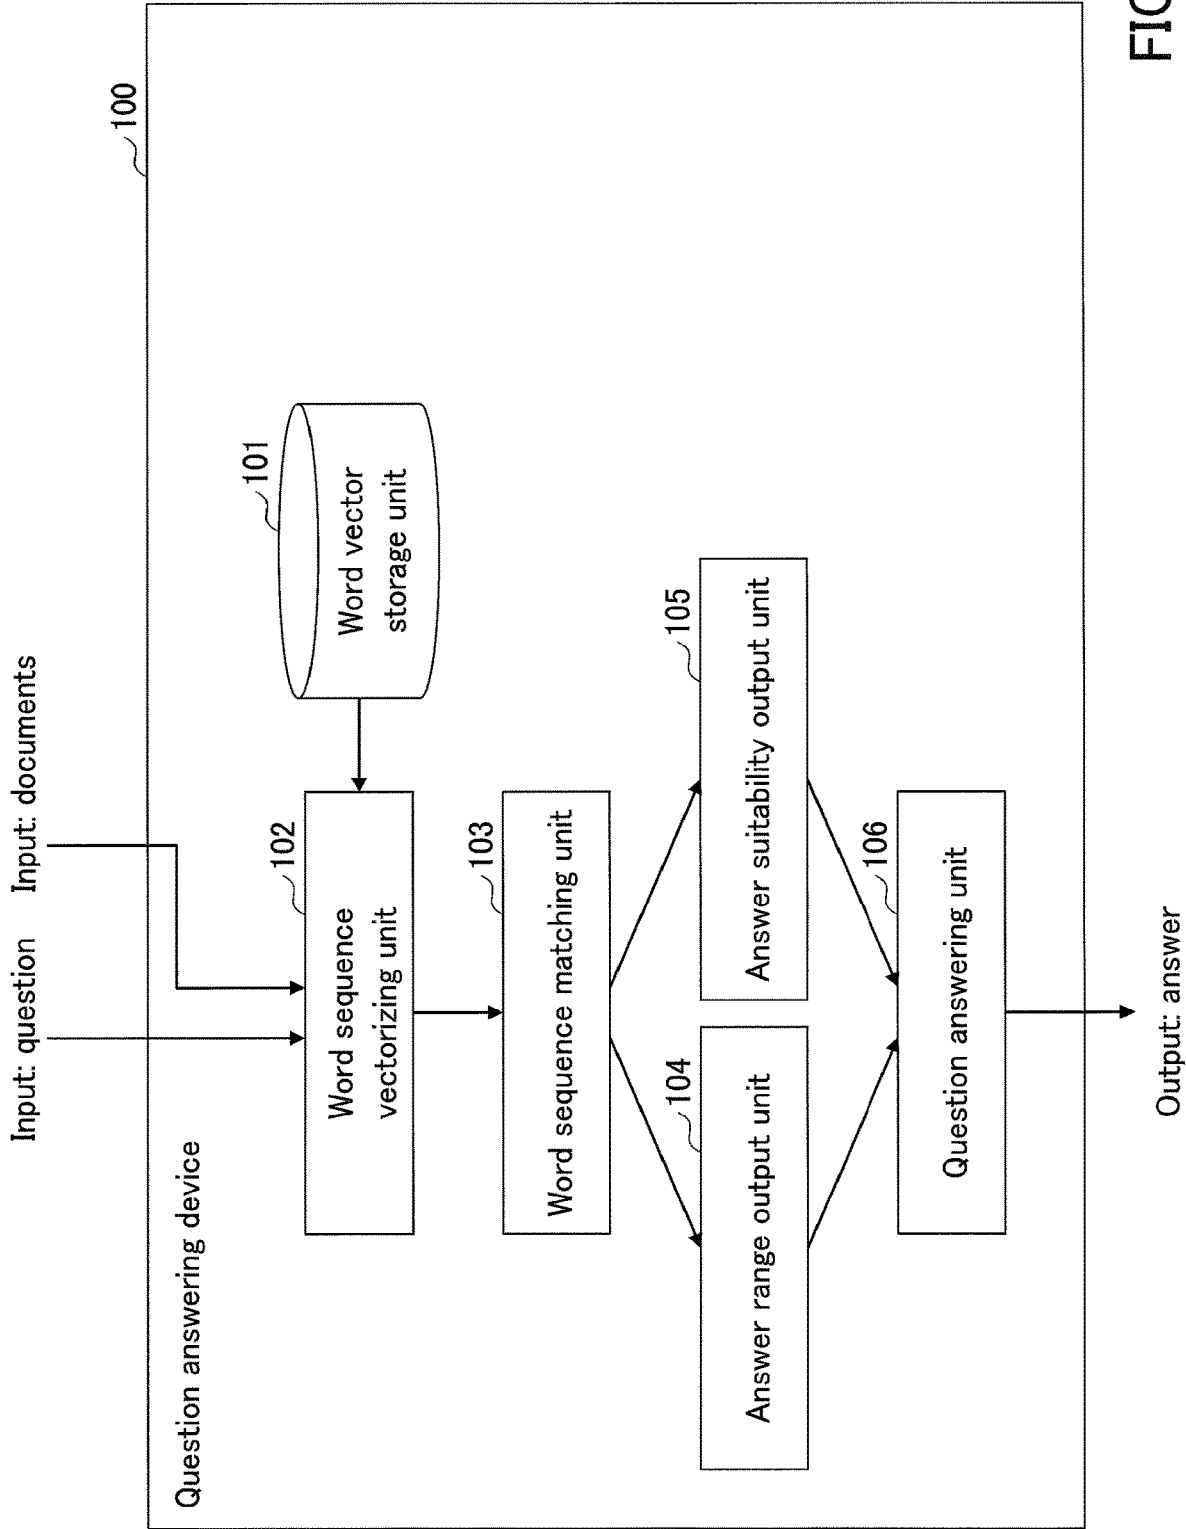 Input: question
Input: documents
100
Question answering device
102
Word sequence
vectorizing unit
101
Word vector
storage unit
103
Word sequence matching unit
104
Answer range output unit
105
Answer suitability output unit
106
Question answering unit
Output: answer